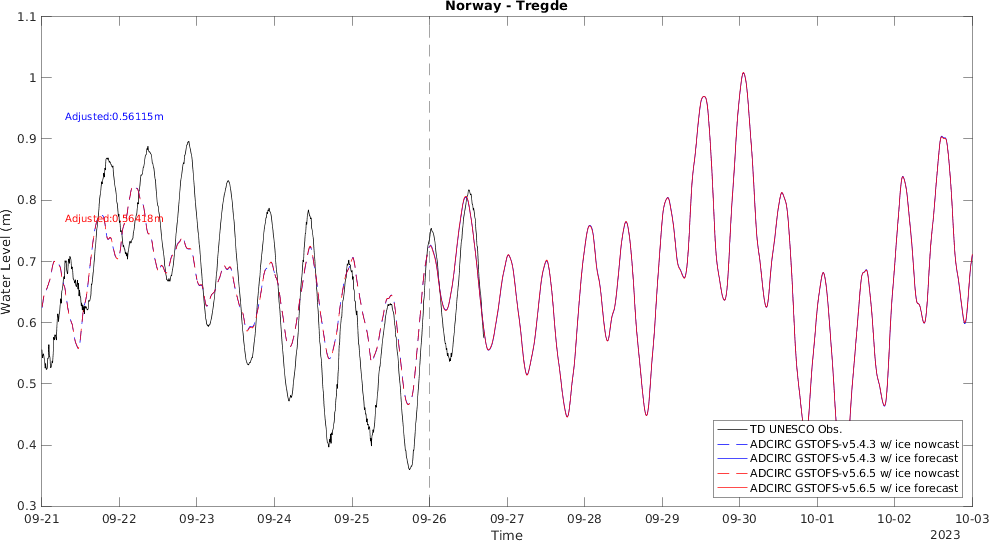 Norway - Tregde
1.1
1
0.9
0.8
0.7
0.6
0.5
0.4
0.3
Water Level (m)
Adjusted:0.56115m
Adjusted:0.56418m
TD UNESCO Obs.
ADCIRC GSTOFS-v5.4.3 w/ ice nowcast
ADCIRC GSTOFS-v5.4.3 w/ ice forecast
ADCIRC GSTOFS-v5.6.5 w/ ice nowcast
ADCIRC GSTOFS-v5.6.5 w/ ice forecast
09-21 09-22 09-23 09-24 09-25 09-26 09-27 09-28 09-29 09-30 10-01 10-02 10-03
Time
2023